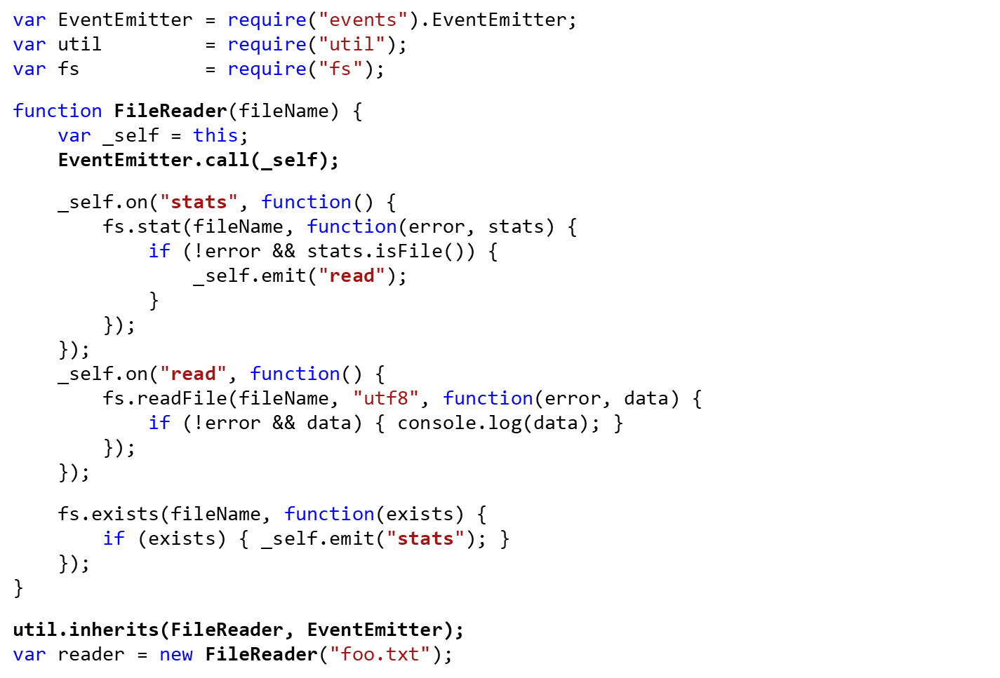 var EventEmitter = require("events").EventEmitter;
var util         = require("util");
var fs           = require("fs");

function FileReader(fileName) {
    var _self = this;
    EventEmitter.call(_self);

    _self.on("stats", function() {
        fs.stat(fileName, function(error, stats) {
            if (!error && stats.isFile()) {
                _self.emit("read");
            }
        });
    });
    _self.on("read", function() {
        fs.readFile(fileName, "utf8", function(error, data) {
            if (!error && data) { console.log(data); }
        });
    });

    fs.exists(fileName, function(exists) {
        if (exists) { _self.emit("stats"); }
    });
}

util.inherits(FileReader, EventEmitter);
var reader = new FileReader("foo.txt");